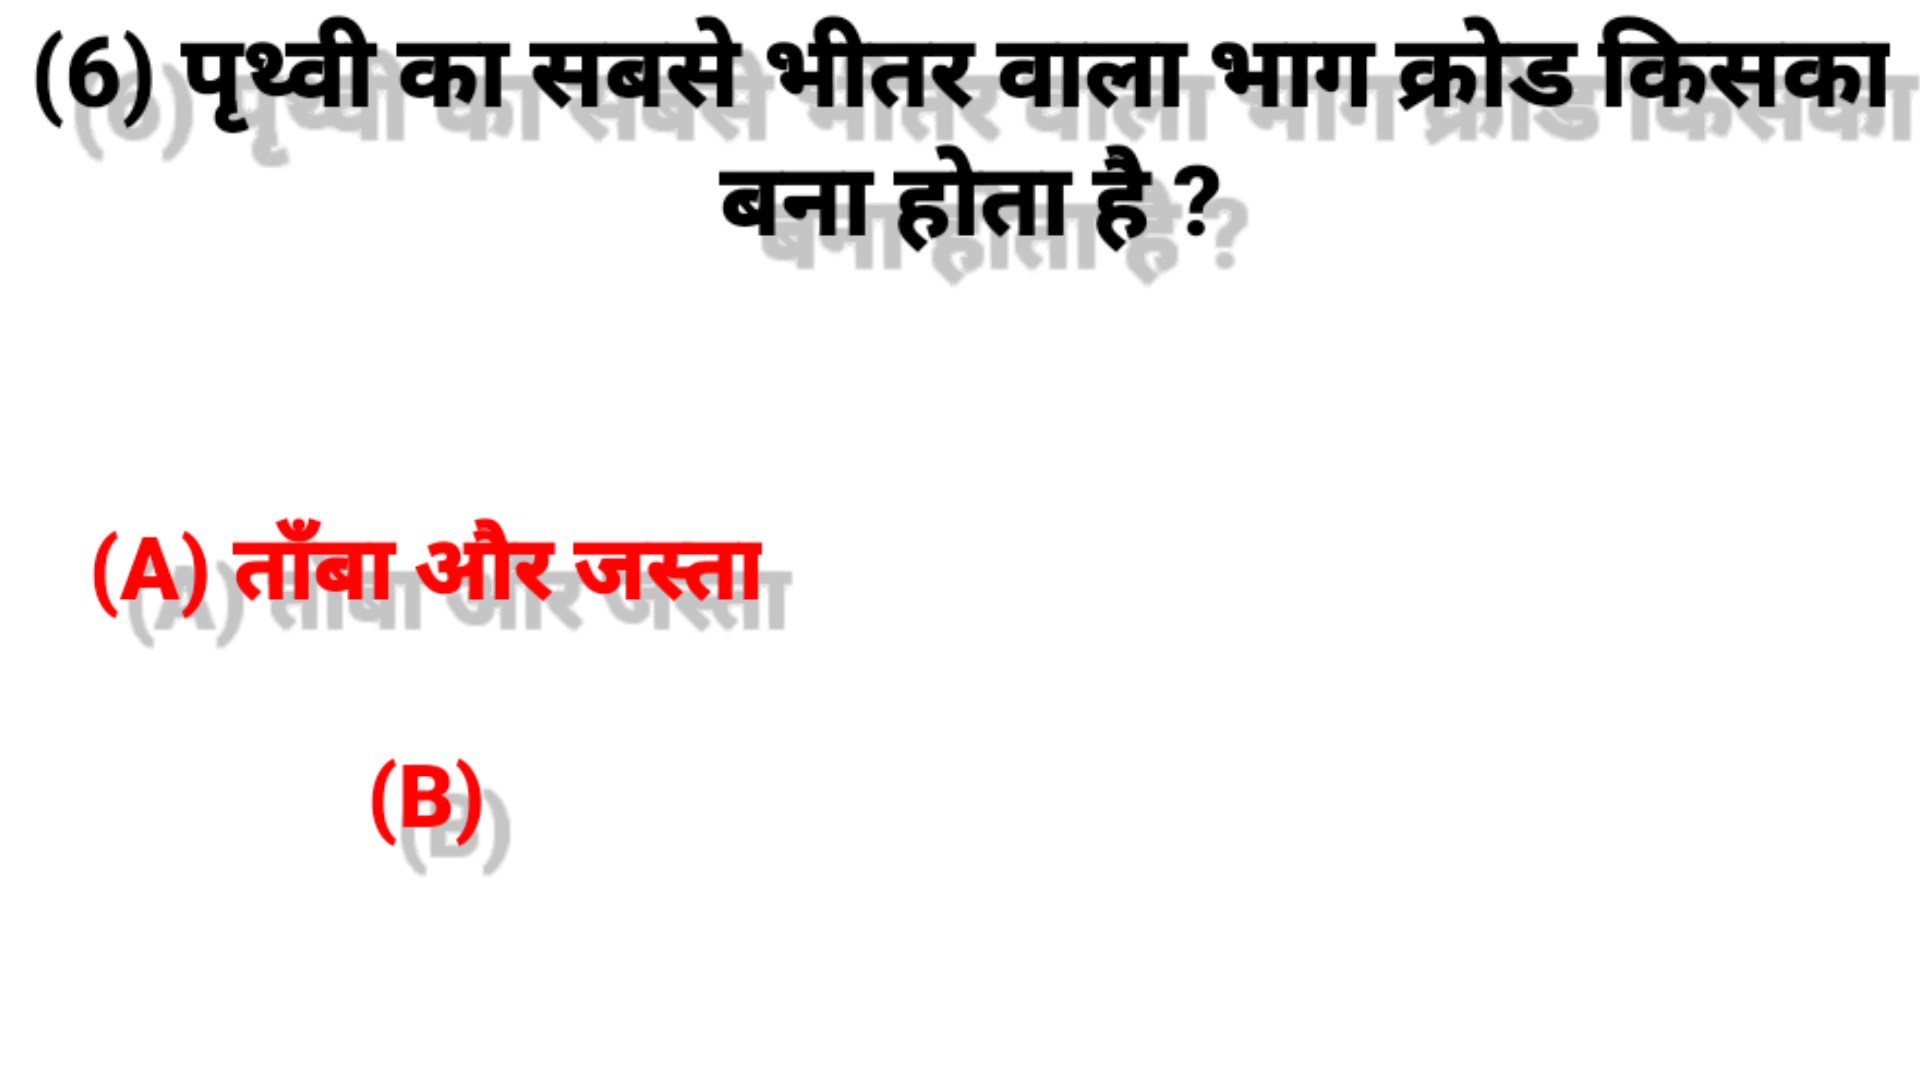 (6) पृथ्वी का सबसे भीतर वाला भाग क्रोड किसका
बना होता है ?
(A) ताँबा और जस्ता
(B)